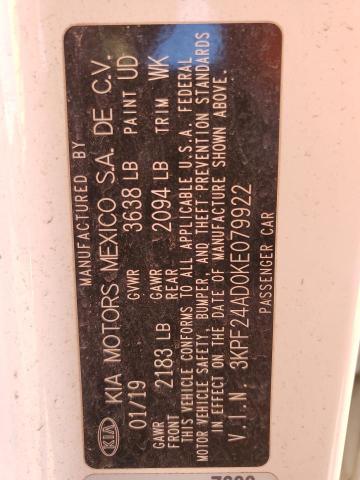 MANUFACTURED BY
KIA KIA MOTORS MEXICO S.A. DE C.V.
01/19 GVWR 3638 LB PAINT UD
GAWR FRONT 2183 LB GAWR REAR 2094 LB TRIM WK
THIS VEHICLE CONFORMS TO ALL APPLICABLE U.S.A. FEDERAL
MOTOR VEHICLE SAFETY, BUMPER, AND THEFT PREVENTION STANDARDS
IN EFFECT ON THE DATE OF MANUFACTURE SHOWN ABOVE.
V.I.N. 3KPF24AD0KE079922
PASSENGER CAR